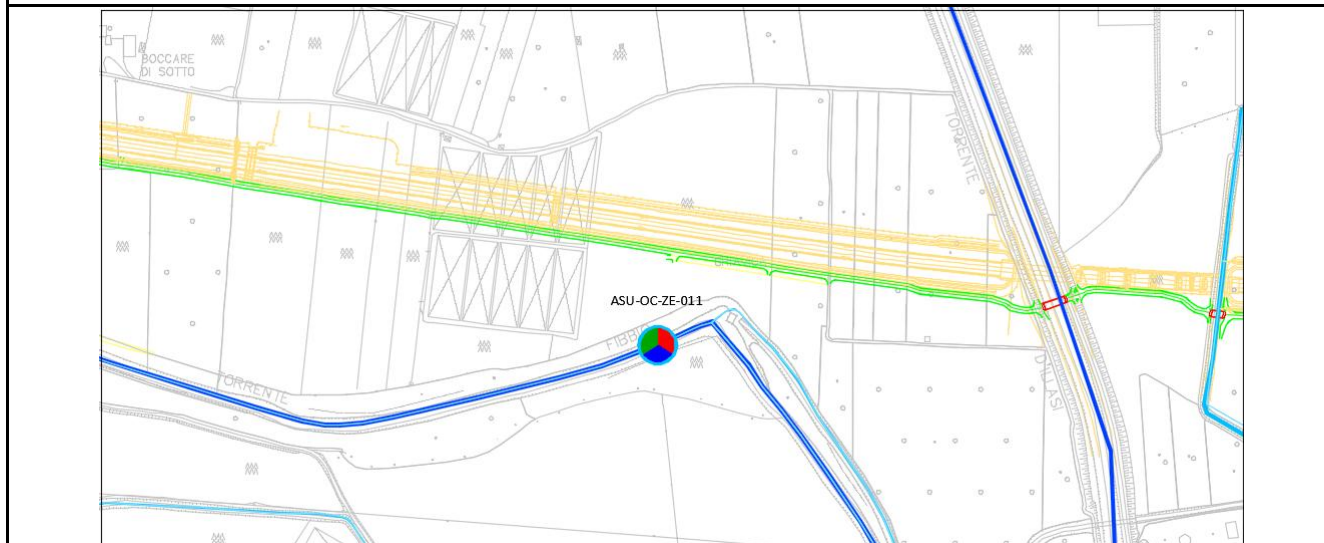 BOCCARE
DI SOTTO
TORRENTE
ASU-OC-ZE-011
FIBBIO
D'ILLASI
TORRENTE